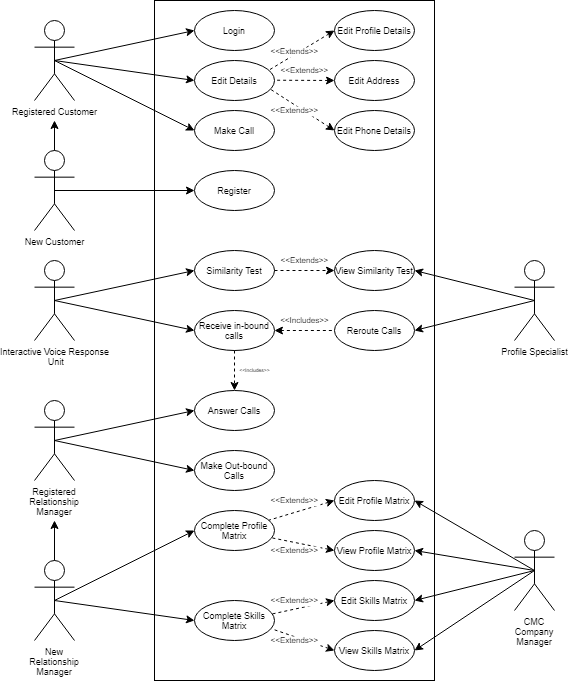 Login
Edit Profile Details
<<Extends>>
Edit Details
<<Extends>>
Edit Address
Registered Customer
<<Extends>>
Make Call
Edit Phone Details
Register
New Customer
<<Extends>>
Similarity Test
View Similarity Test
<<Includes>>
Receive in-bound
calls
Reroute Calls
Interactive Voice Response
Unit
Profile Specialist
<<Includes>>
Answer Calls
Make Out-bound
Calls
Registered
Relationship
Manager
<<Extends>>
Edit Profile Matrix
Complete Profile
Matrix
<<Extends>>
View Profile Matrix
<<Extends>>
Edit Skills Matrix
Complete Skills
Matrix
<<Extends>>
View Skills Matrix
CMC
Company
Manager
New
Relationship
Manager